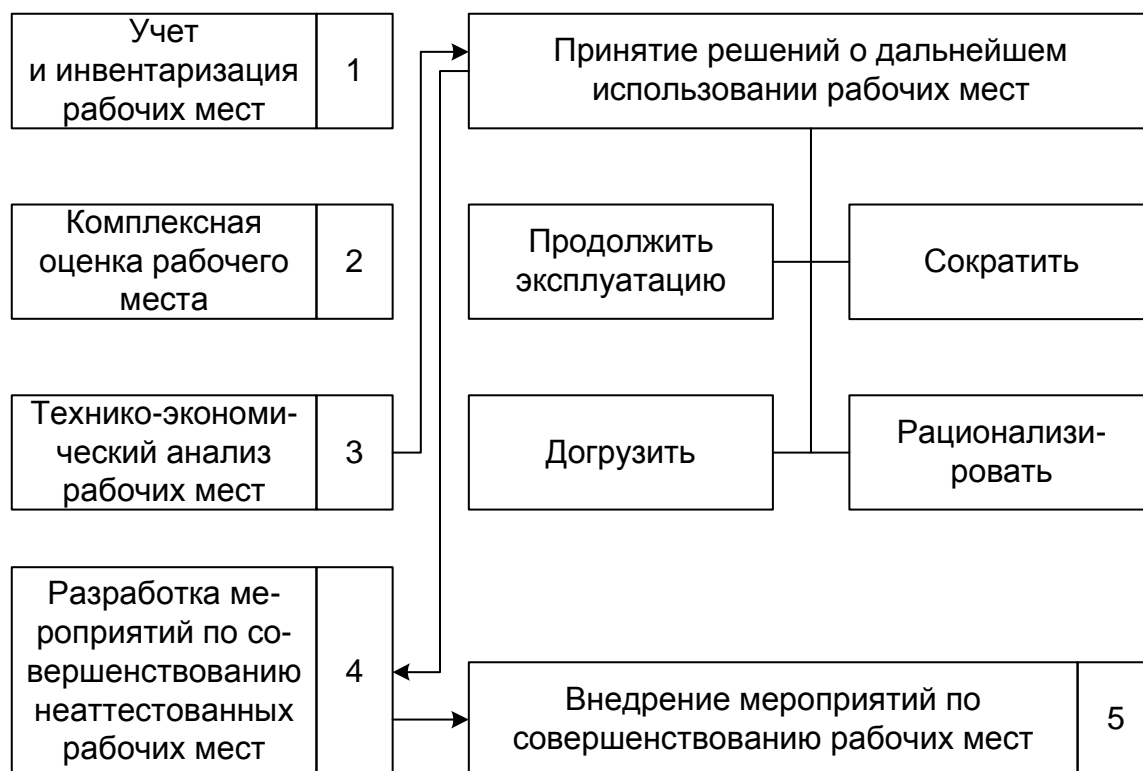 Учет
и инвентаризация
рабочих мест
1
Принятие решений о дальнейшем
использовании рабочих мест
Комплексная
оценка рабочего
места
2
Продолжить
эксплуатацию
Сократить
Технико-экономи-
ческий анализ
рабочих мест
3
Догрузить
Рационализи-
ровать
Разработка ме-
роприятий по со-
вершенствованию
неаттестованных
рабочих мест
4
Внедрение мероприятий по
совершенствованию рабочих мест
5